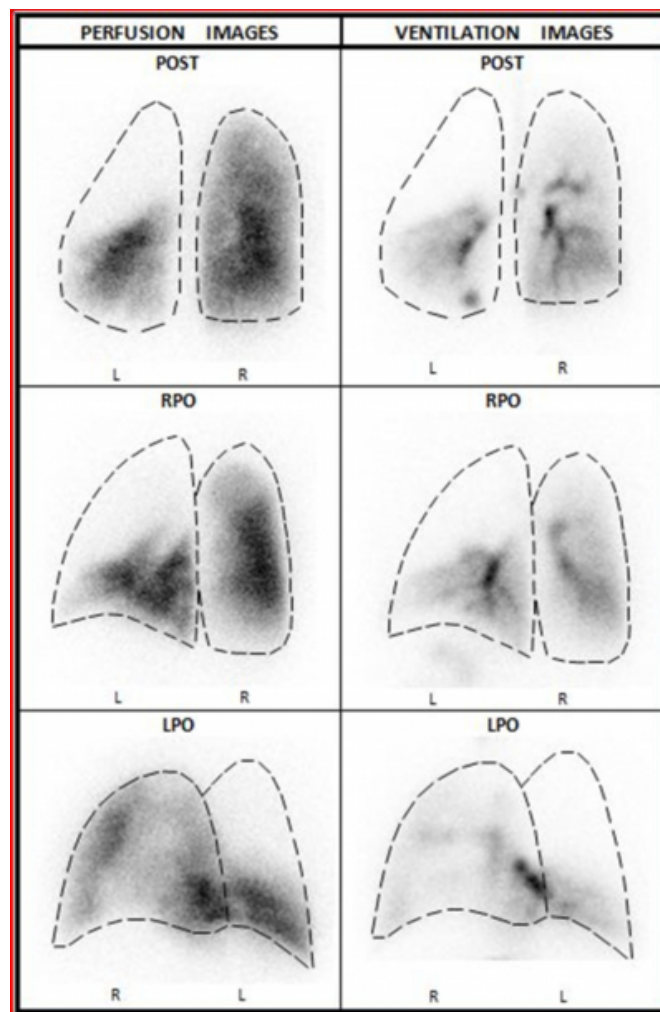 PERFUSION IMAGES VENTILATION IMAGES
POST POST
L R L R
RPO RPO
L R L R
LPO LPO
R L R L